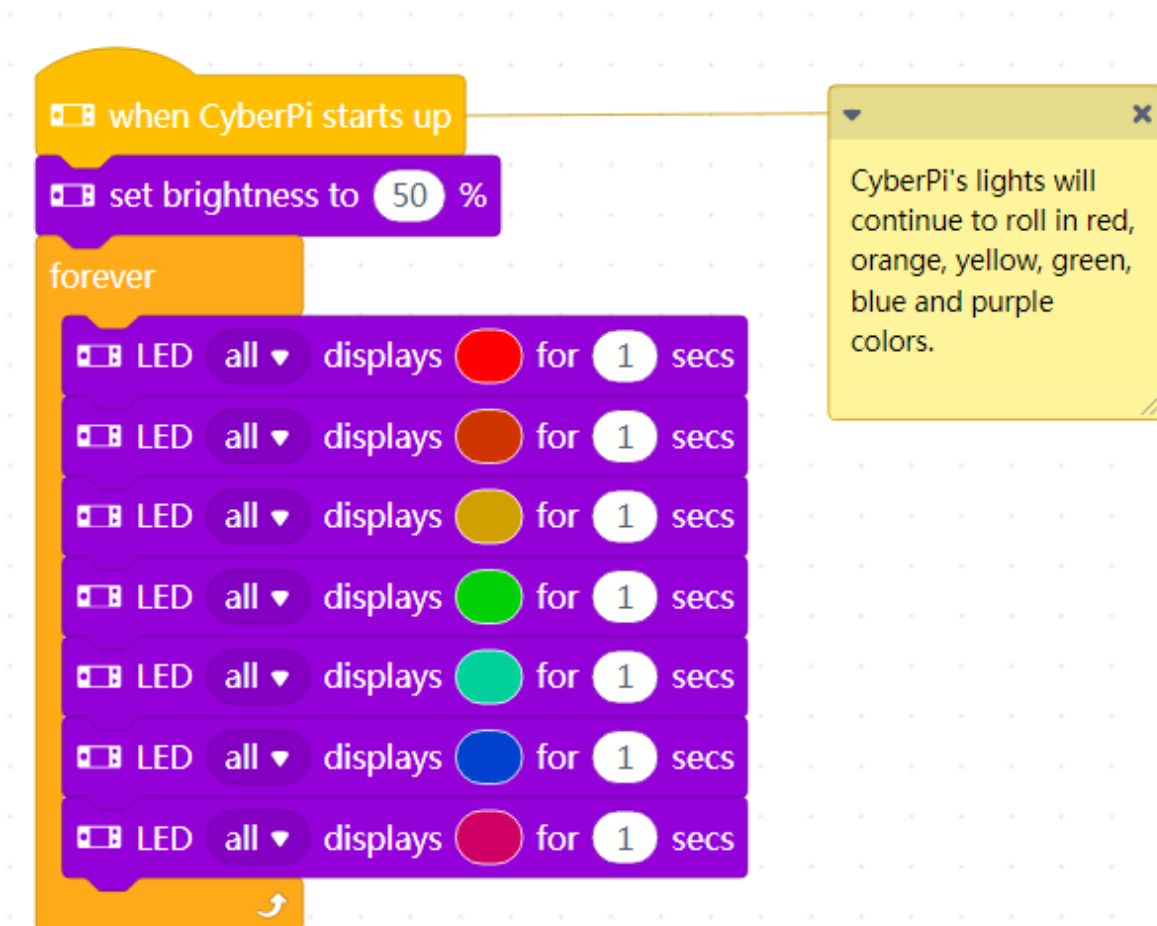 when CyberPi starts up
set brightness to 50 %
forever
LED all displays for 1 secs
LED all displays for 1 secs
LED all displays for 1 secs
LED all displays for 1 secs
LED all displays for 1 secs
LED all displays for 1 secs
LED all displays for 1 secs
CyberPi's lights will
continue to roll in red,
orange, yellow, green,
blue and purple
colors.